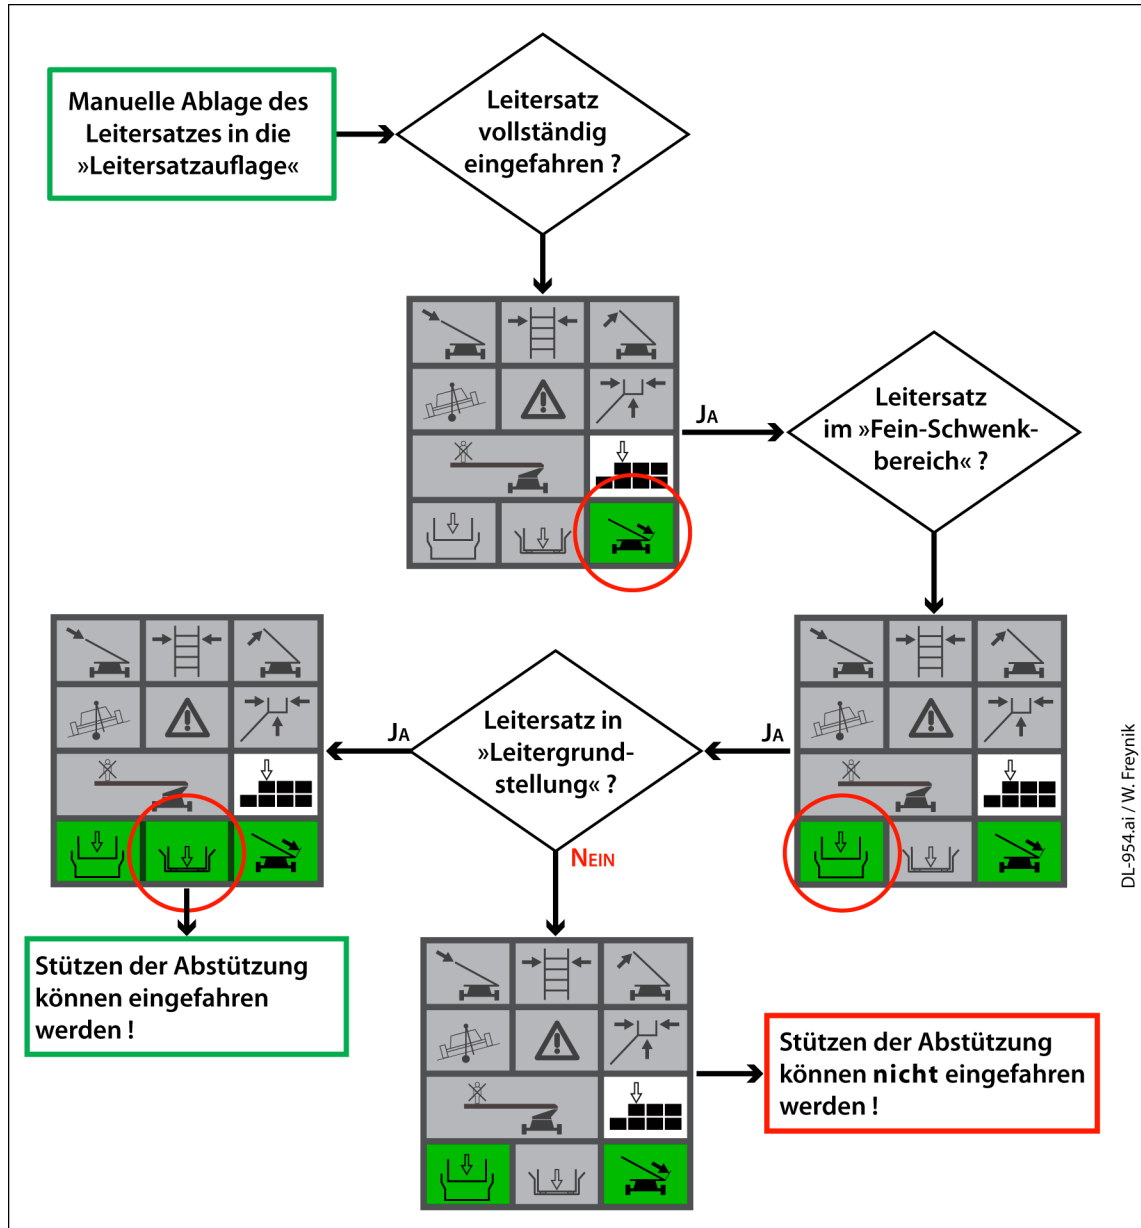 Manuelle Ablage des
Leitersatzes in die
»Leitersatzauflage«
Leitersatz
vollständig
eingefahren ?
JA
Leitersatz
im »Fein-Schwenk-
bereich« ?
JA
Leitersatz in
»Leitergrund-
stellung« ?
JA
NEIN
Stützen der Abstützung
können eingefahren
werden !
Stützen der Abstützung
können nicht eingefahren
werden !
DL-954.ai / W. Freynik